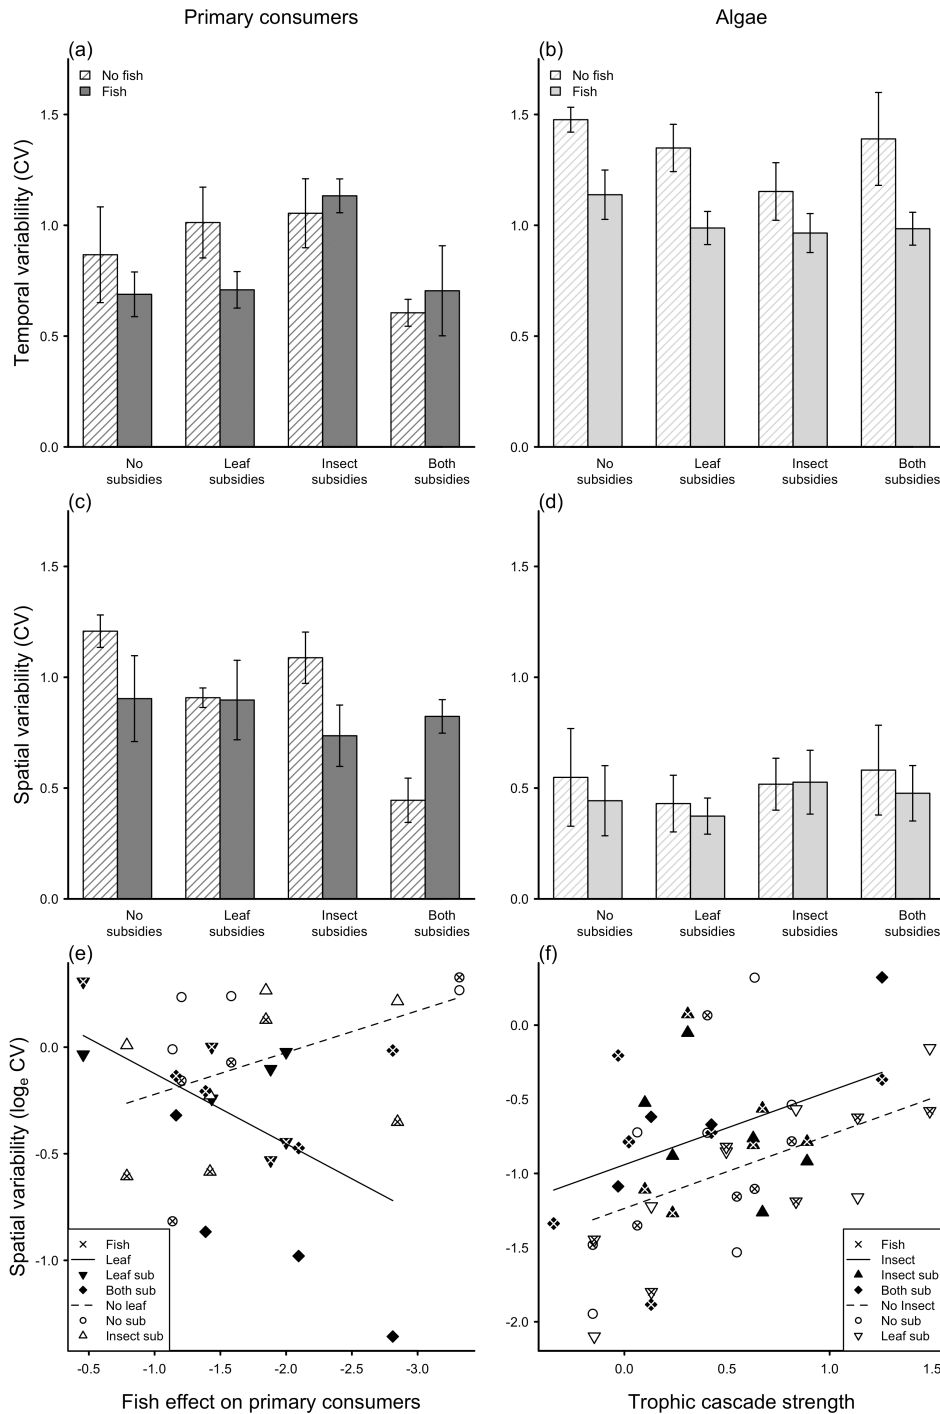 Primary consumers
Algae
(a)
No fish
Fish
1.5
1.0
0.5
0.0
Temporal variablility (CV)
No subsidies
Leaf subsidies
Insect subsidies
Both subsidies
(b)
No fish
Fish
1.5
1.0
0.5
0.0
No subsidies
Leaf subsidies
Insect subsidies
Both subsidies
(c)
1.5
1.0
0.5
0.0
Spatial variability (CV)
No subsidies
Leaf subsidies
Insect subsidies
Both subsidies
(d)
1.5
1.0
0.5
0.0
No subsidies
Leaf subsidies
Insect subsidies
Both subsidies
(e)
0.0
-0.5
-1.0
Spatial variability (loge CV)
Fish
Leaf
Leaf sub
Both sub
No leaf
No sub
Insect sub
-0.5 -1.0 -1.5 -2.0 -2.5 -3.0
Fish effect on primary consumers
(f)
0.0
-0.5
-1.0
-1.5
-2.0
Fish
Insect
Insect sub
Both sub
No Insect
No sub
Leaf sub
0.0 0.5 1.0 1.5
Trophic cascade strength